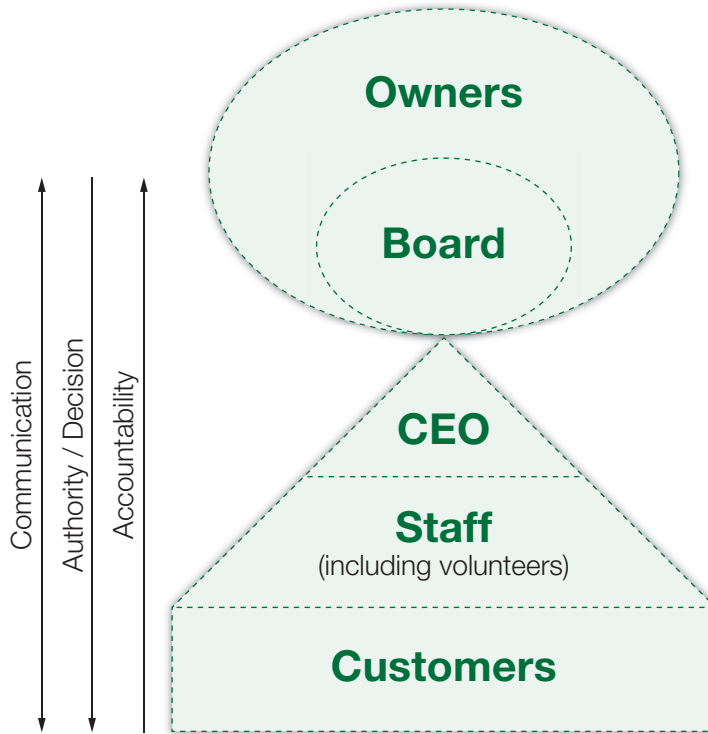 Owners
Board
CEO
Staff
(including volunteers)
Customers
Communication
Authority / Decision
Accountability